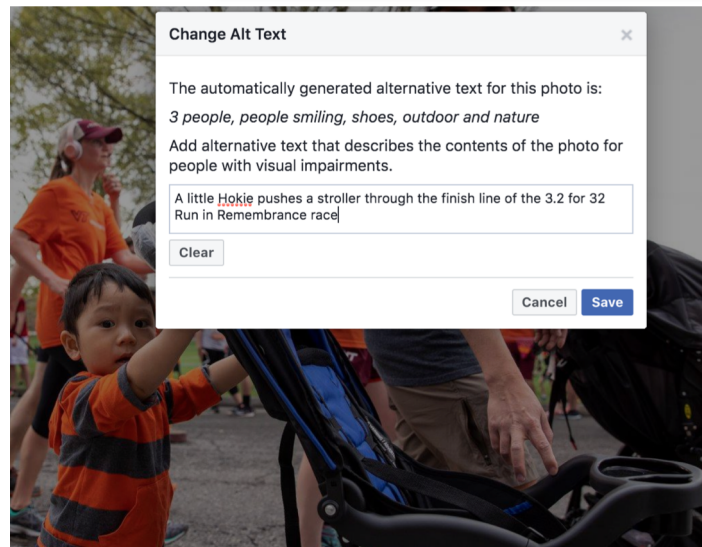 Change Alt Text
×
The automatically generated alternative text for this photo is:
3 people, people smiling, shoes, outdoor and nature
Add alternative text that describes the contents of the photo for
people with visual impairments.
A little Hokie pushes a stroller through the finish line of the 3.2 for 32
Run in Remembrance race
Clear
Cancel Save